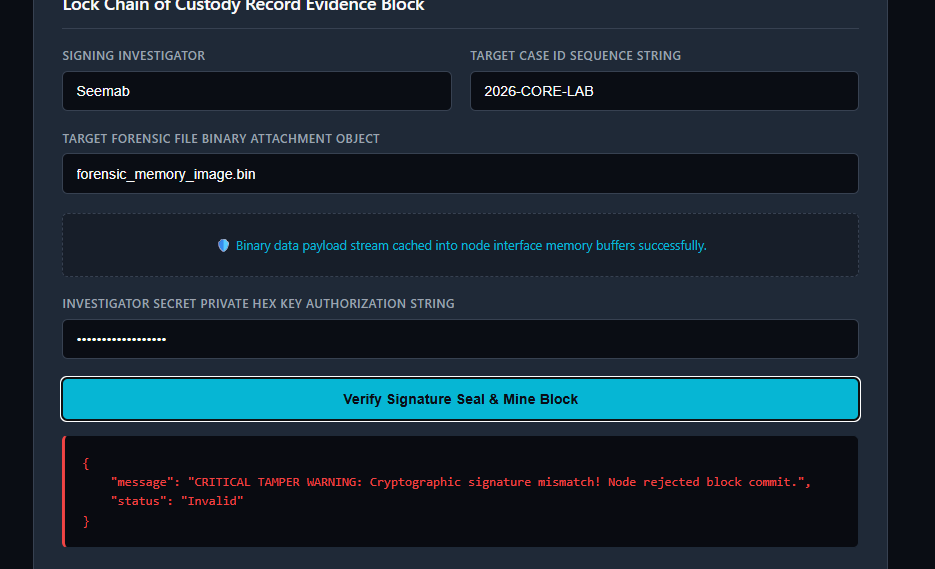 Lock Chain of Custody Record Evidence Block
SIGNING INVESTIGATOR
TARGET CASE ID SEQUENCE STRING
Seemab
2026-CORE-LAB
TARGET FORENSIC FILE BINARY ATTACHMENT OBJECT
forensic_memory_image.bin
Binary data payload stream cached into node interface memory buffers successfully.
INVESTIGATOR SECRET PRIVATE HEX KEY AUTHORIZATION STRING
••••••••••••••••••
Verify Signature Seal & Mine Block
{
"message": "CRITICAL TAMPER WARNING: Cryptographic signature mismatch! Node rejected block commit.",
"status": "Invalid"
}